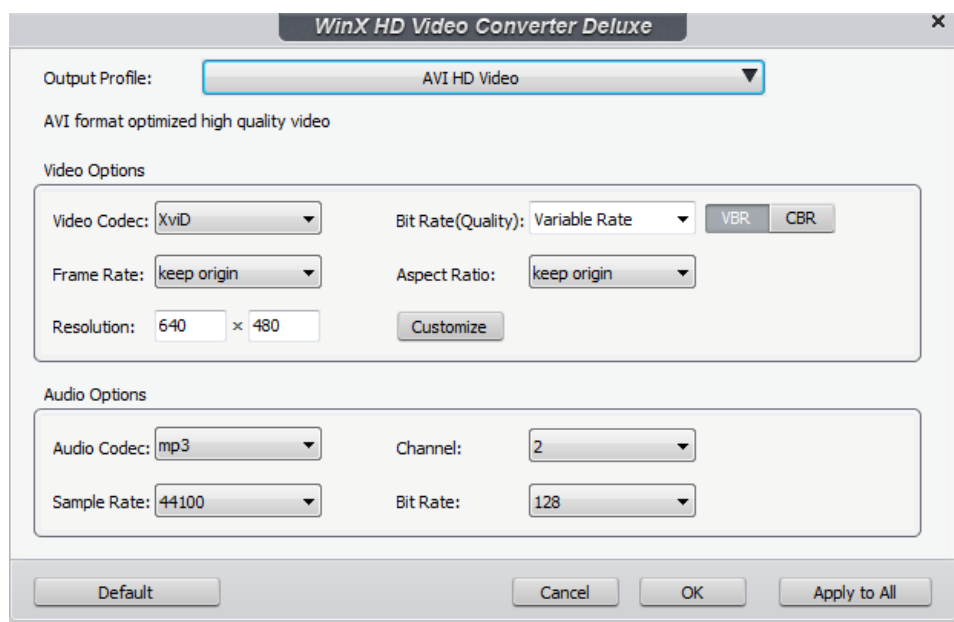 WinX HD Video Converter Deluxe
Output Profile: AVI HD Video
AVI format optimized high quality video
Video Options
Video Codec: XviD Bit Rate(Quality): Variable Rate VBR CBR
Frame Rate: keep origin Aspect Ratio: keep origin
Resolution: 640 × 480 Customize
Audio Options
Audio Codec: mp3 Channel: 2
Sample Rate: 44100 Bit Rate: 128
Default Cancel OK Apply to All